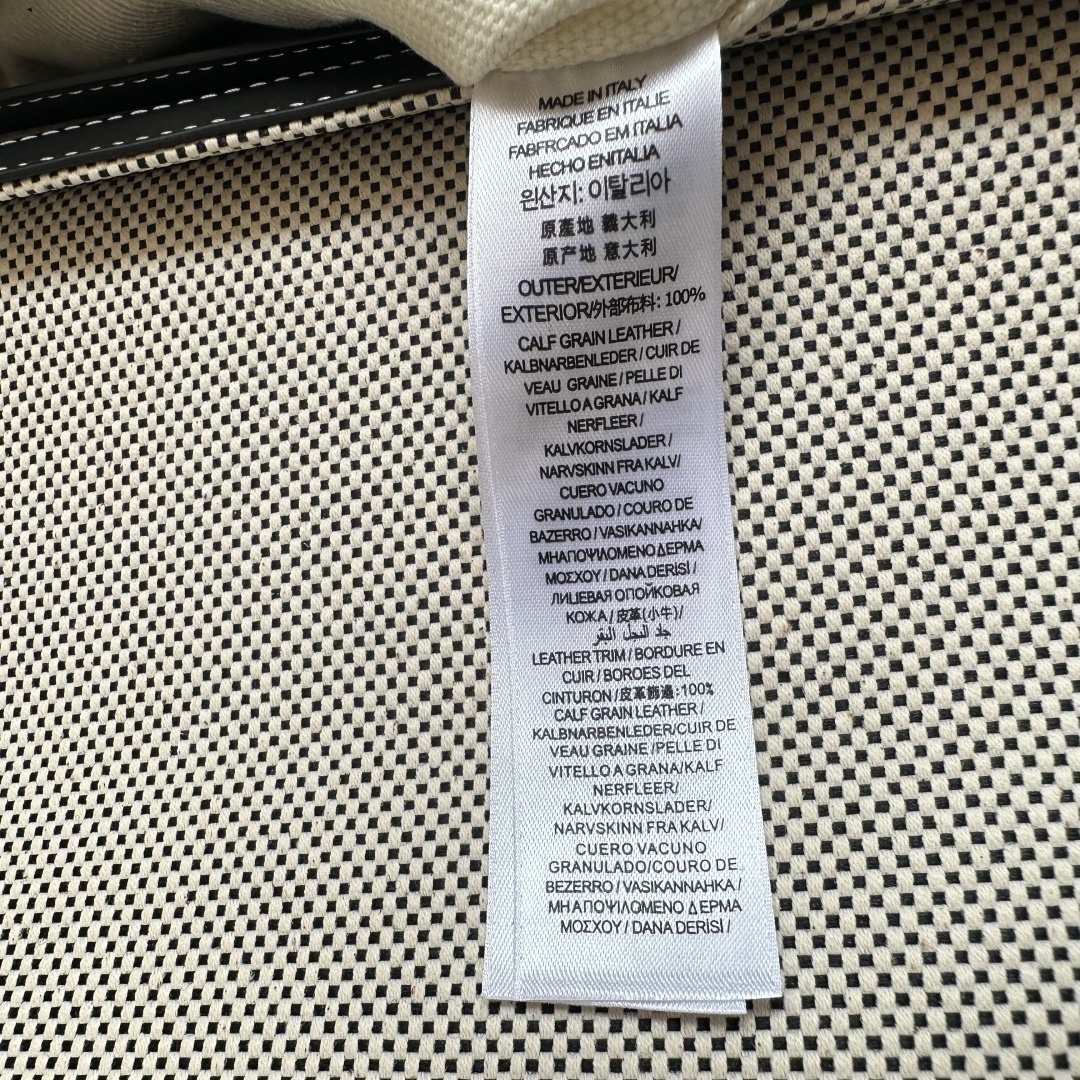 MADE IN ITALY
FABRIQUE EN ITALIE
FABFRCADO EM ITALIA
HECHO ENITALIA
원산지: 이탈리아
原產地 義大利
原产地 意大利
OUTER/EXTERIEUR/
EXTERIOR/外部布料: 100%
CALF GRAIN LEATHER /
KALBNARBENLEDER / CUIR DE
VEAU GRAINE / PELLE DI
VITELLO A GRANA / KALF
NERFLEER /
KALVKORNSLADER /
NARVSKINN FRA KALV/
CUERO VACUNO
GRANULADO / COURO DE
BAZERRO / VASIKANNAHKA/
ΜΗΑΠΟΨΙΛΟΜΕΝΟ ΔΕΡΜΑ
ΜΟΣΧΟΥ / DANA DERISI /
ЛИЦЕВАЯ ОПОЙКОВАЯ
КОЖА / 皮革(小牛)/
جلد العجل البقر
LEATHER TRIM / BORDURE EN
CUIR / BOROES DEL
CINTURON / 皮革飾邊:100%
CALF GRAIN LEATHER /
KALBNARBENLEDER/CUIR DE
VEAU GRAINE /PELLE DI
VITELLO A GRANA/KALF
NERFLEER/
KALVKORNSLADER/
NARVSKINN FRA KALV/
CUERO VACUNO
GRANULADO/COURO DE
BEZERRO / VASIKANNAHKA /
ΜΗΑΠΟΨΙΛΟΜΕΝΟ ΔΕΡΜΑ
ΜΟΣΧΟΥ / DANA DERISI /